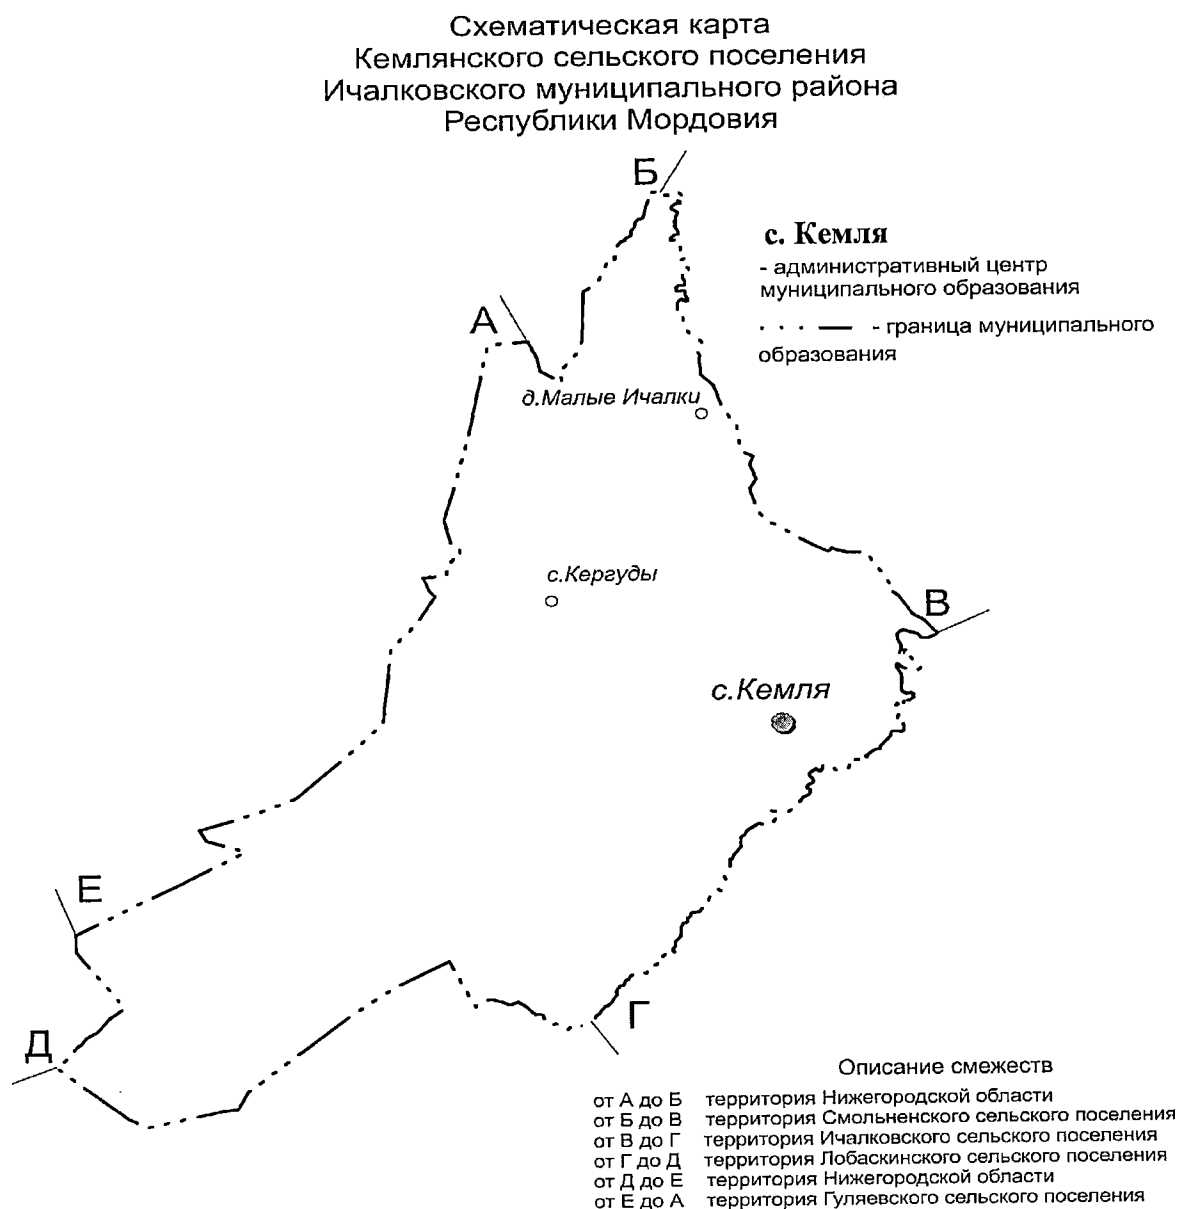 Схематическая карта
Кемлянского сельского поселения
Ичалковского муниципального района
Республики Мордовия
Б
с. Кемля
- административный центр
муниципального образования
А
- граница муниципального
образования
д.Малые Ичалки
с.Кергуды
В
с.Кемля
Е
Г
Д
Описание смежеств
от А до Б территория Нижегородской области
от Б до В территория Смольненского сельского поселения
от В до Г территория Ичалковского сельского поселения
от Г до Д территория Лобаскинского сельского поселения
от Д до Е территория Нижегородской области
от Е до А территория Гуляевского сельского поселения